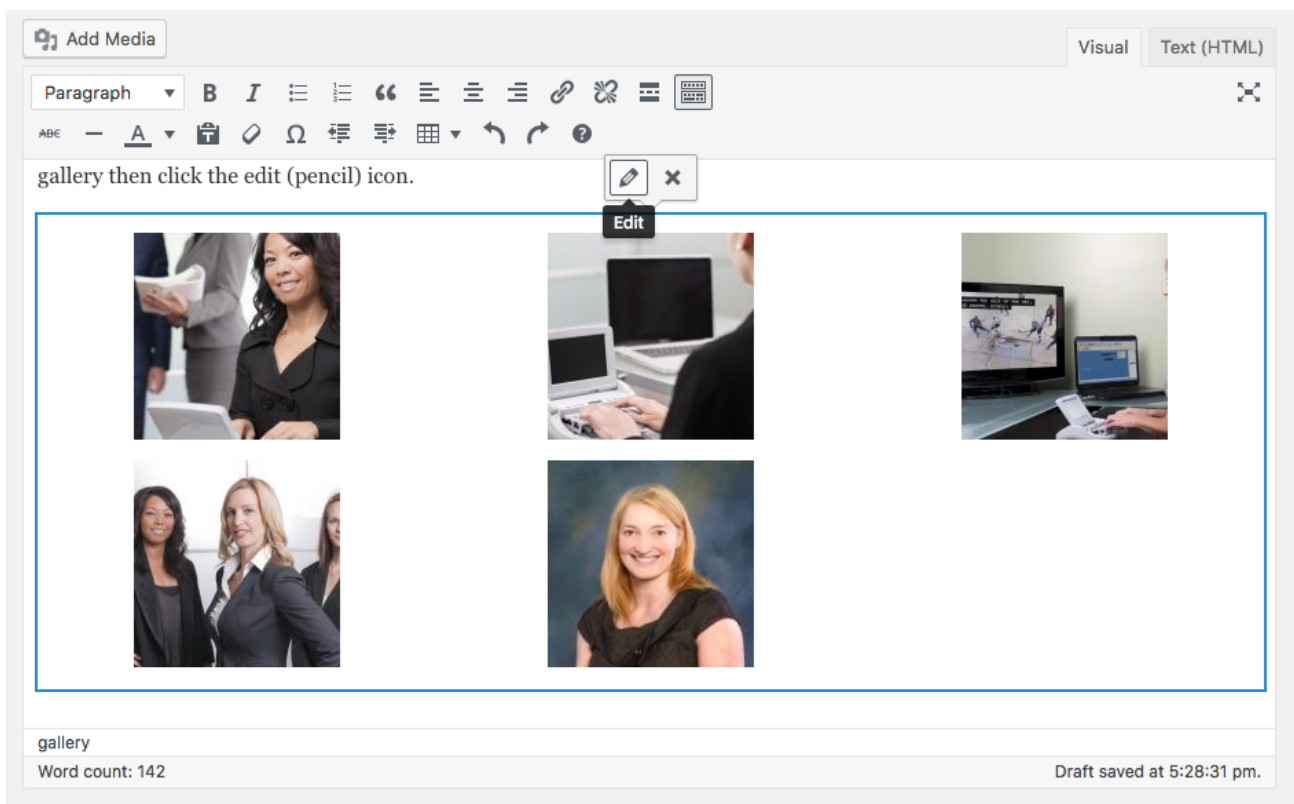 Add Media
Visual Text (HTML)
Paragraph B I
ABE A T Ω ?
gallery then click the edit (pencil) icon.
Edit
gallery
Word count: 142
Draft saved at 5:28:31 pm.